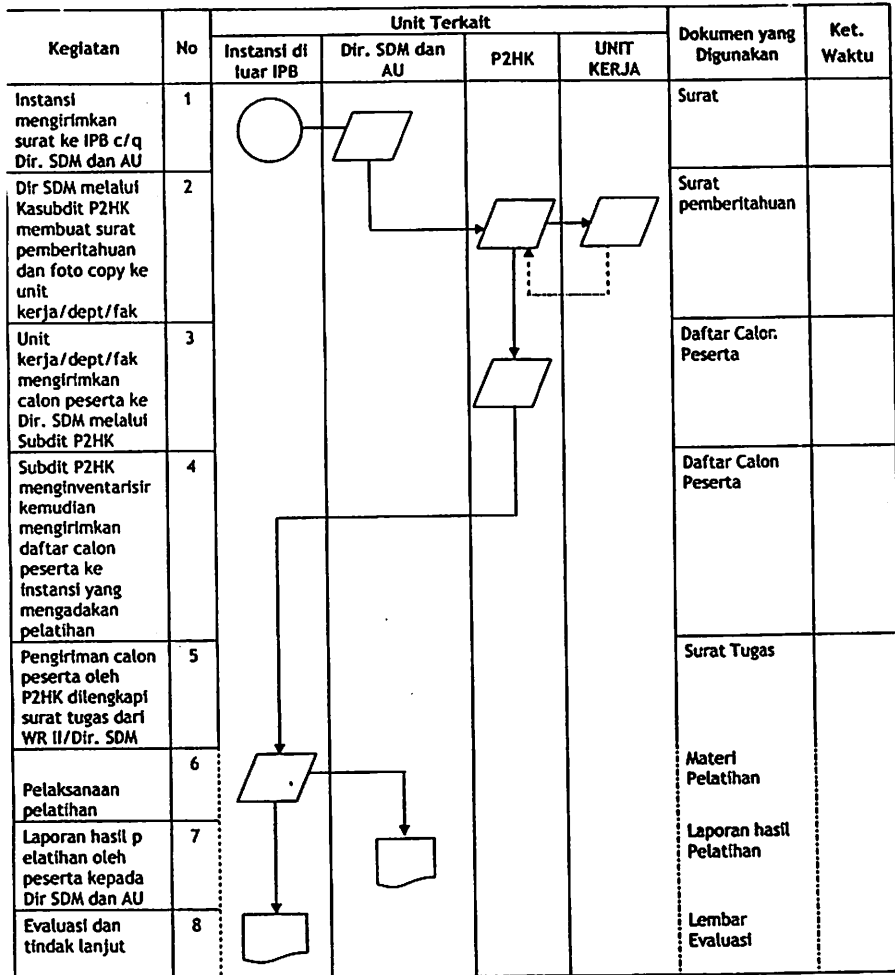 Kegiatan
No
Unit Terkait
Instansi di
luar IPB
Dir. SDM dan
AU
P2HK
UNIT
KERJA
Dokumen yang
Digunakan
Ket.
Waktu
Instansi
mengirimkan
surat ke IPB c/q
Dir. SDM dan AU
1
Surat
Dir SDM melalui
Kasubdit P2HK
membuat surat
pemberitahuan
dan foto copy ke
unit
kerja/dept/fak
2
Surat
pemberitahuan
Unit
kerja/dept/fak
mengirimkan
calon peserta ke
Dir. SDM melalui
Subdit P2HK
3
Daftar Calon
Peserta
Subdit P2HK
menginventarisir
kemudian
mengirimkan
daftar calon
peserta ke
instansi yang
mengadakan
pelatihan
4
Daftar Calon
Peserta
Pengiriman calon
peserta oleh
P2HK dilengkapi
surat tugas dari
WR II/Dir. SDM
5
Surat Tugas
Pelaksanaan
pelatihan
6
Materi
Pelatihan
Laporan hasil p
elatihan oleh
peserta kepada
Dir SDM dan AU
7
Laporan hasil
Pelatihan
Evaluasi dan
tindak lanjut
8
Lembar
Evaluasi